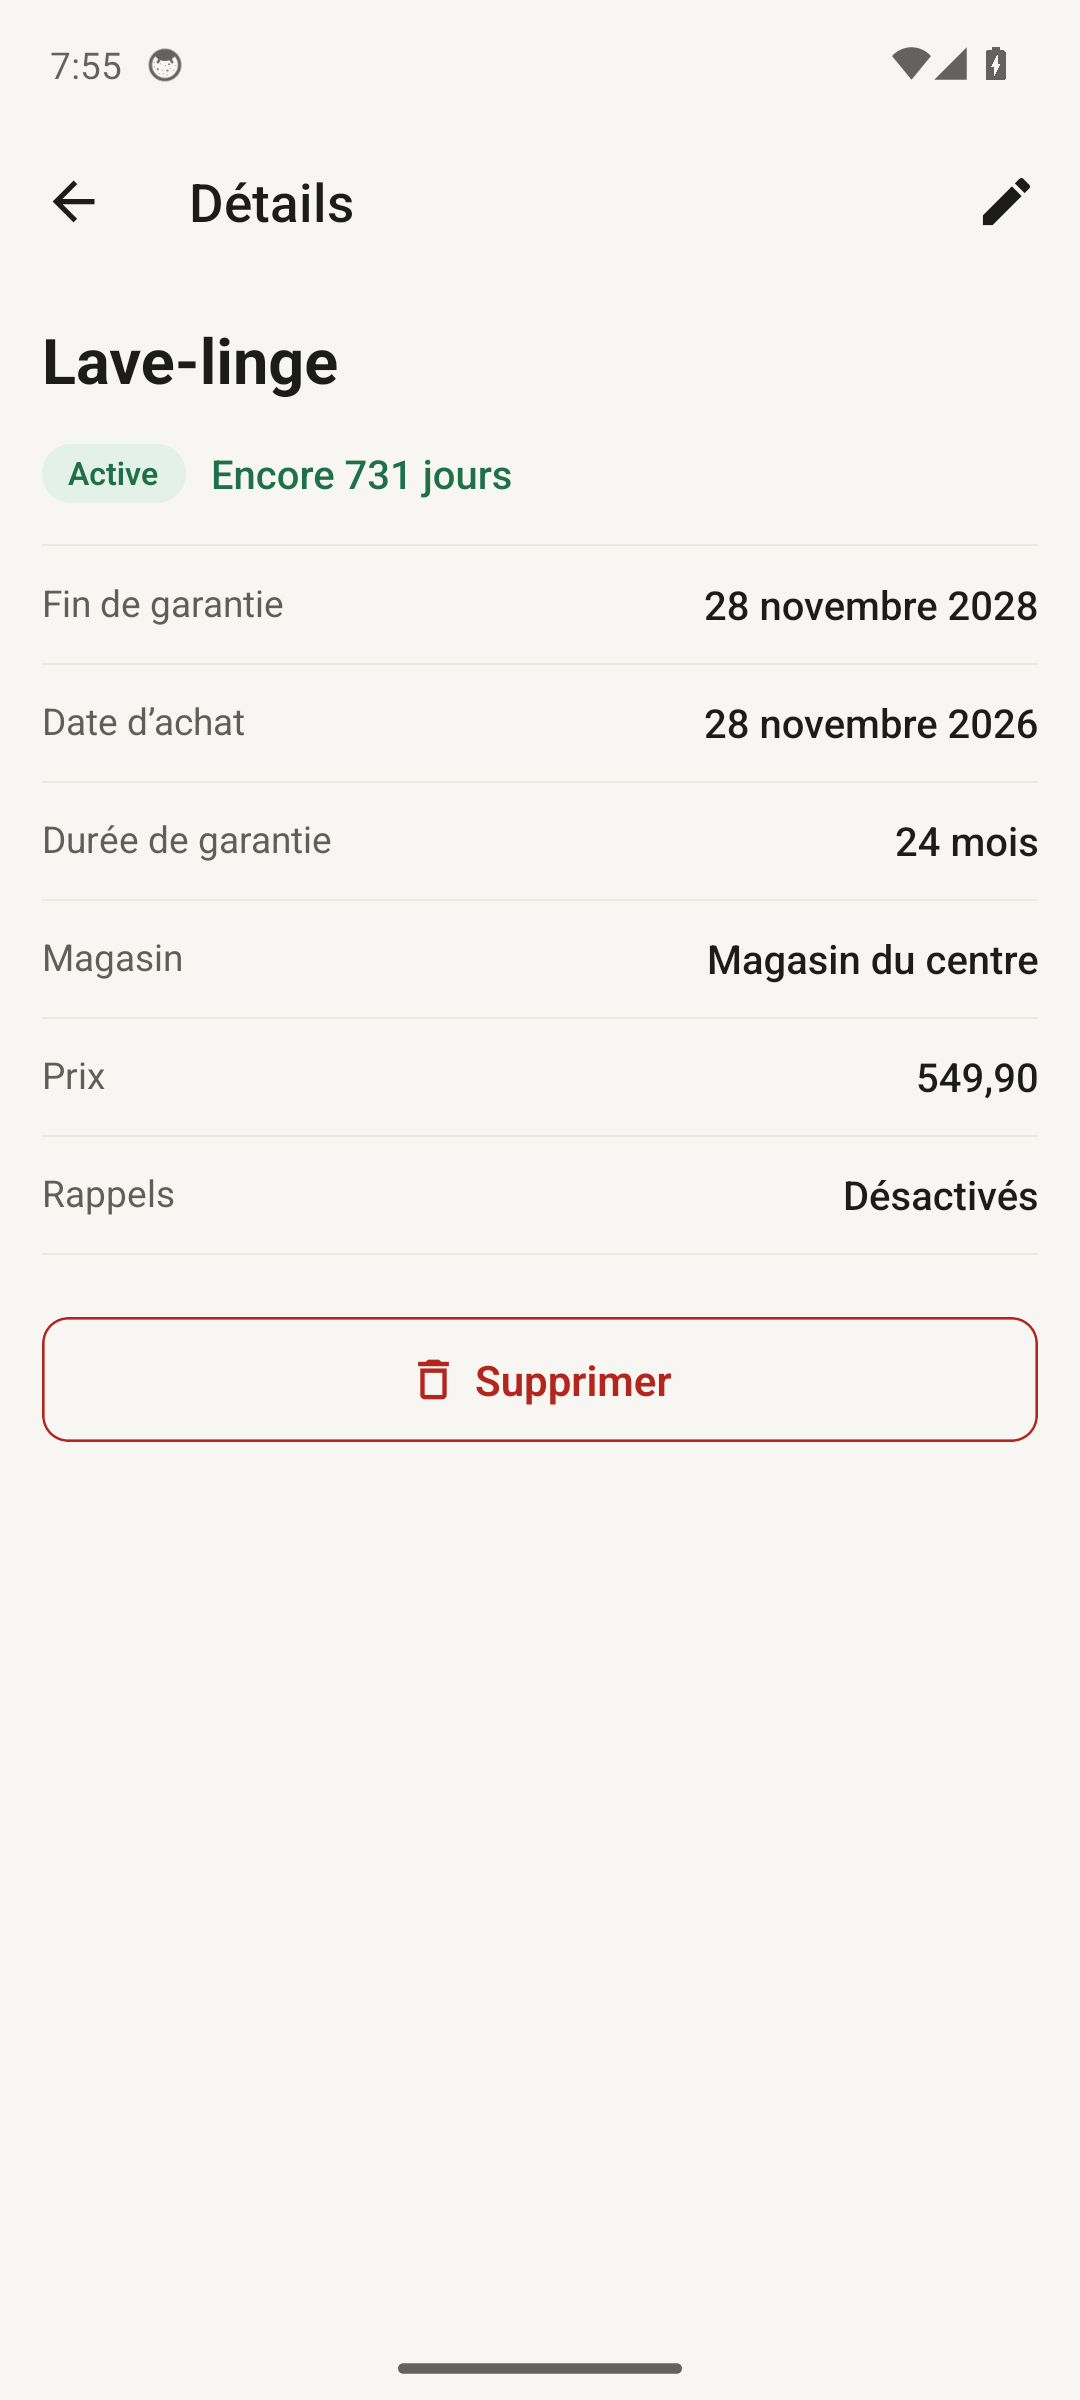 7:55
Détails
Lave-linge
Active Encore 731 jours
Fin de garantie 28 novembre 2028
Date d’achat 28 novembre 2026
Durée de garantie 24 mois
Magasin Magasin du centre
Prix 549,90
Rappels Désactivés
Supprimer